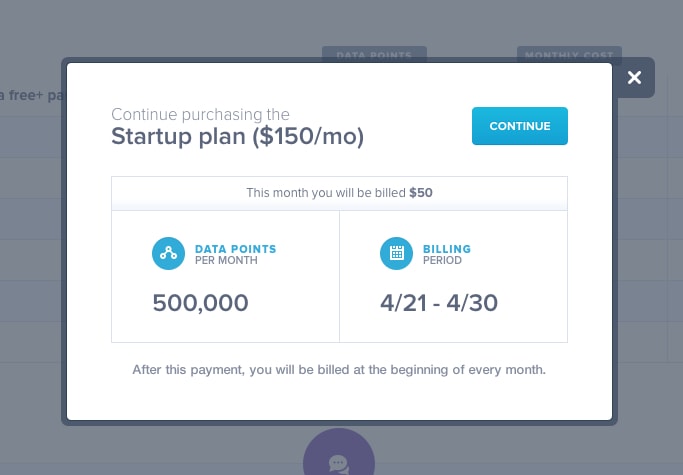 DATA POINTS
MONTHLY COST
a free+ pa
Continue purchasing the
Startup plan ($150/mo)
CONTINUE
This month you will be billed $50
DATA POINTS
PER MONTH
BILLING
PERIOD
500,000
4/21 - 4/30
After this payment, you will be billed at the beginning of every month.